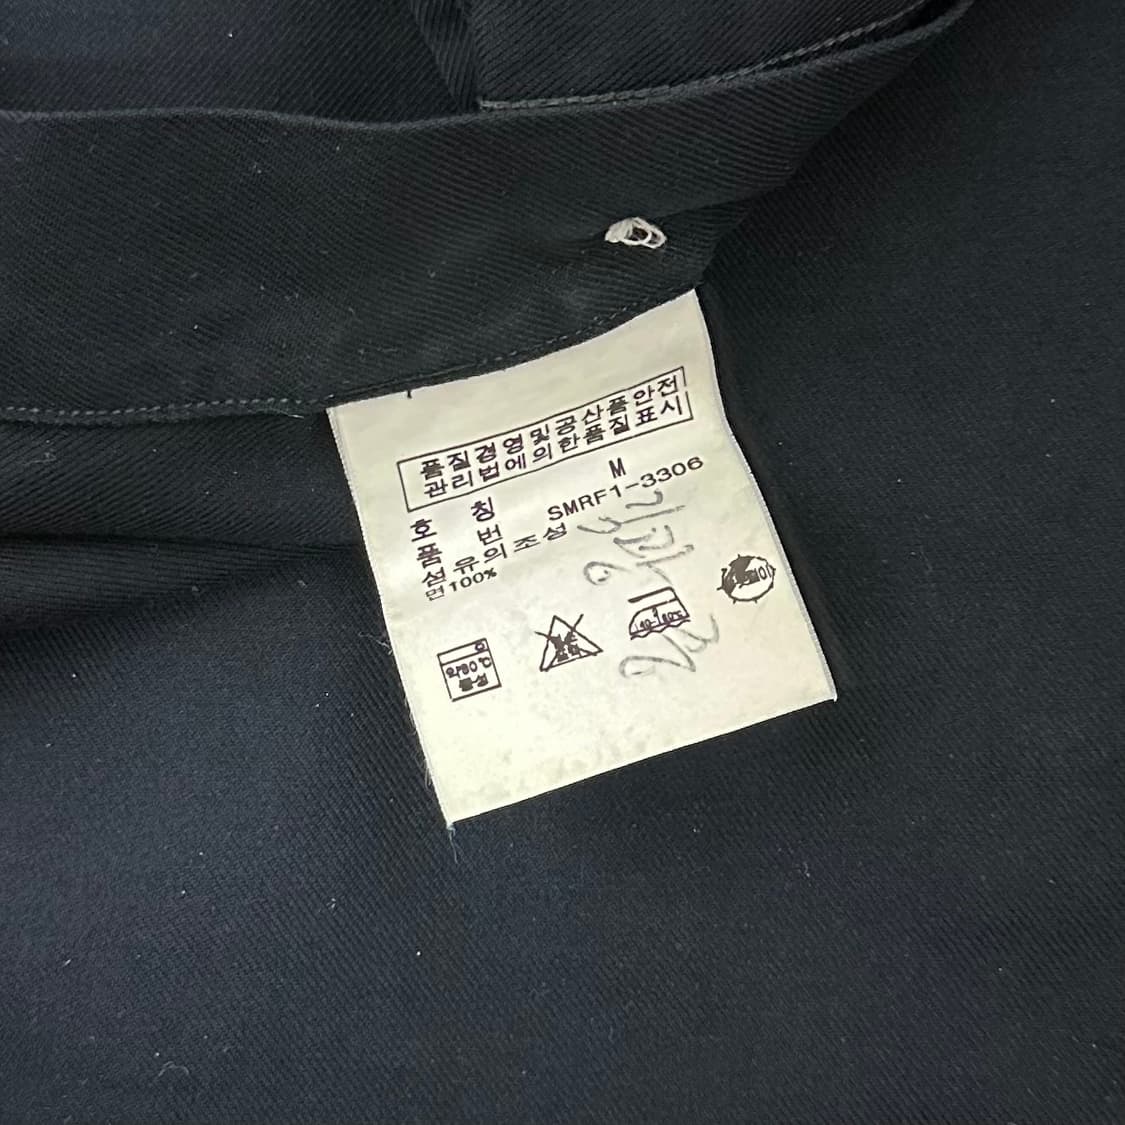 품질경영및공산품안전
관리법에의한품질표시
호 칭 M
품 번 SMRF1-3306
섬유의조성
면100%
약30℃
중성